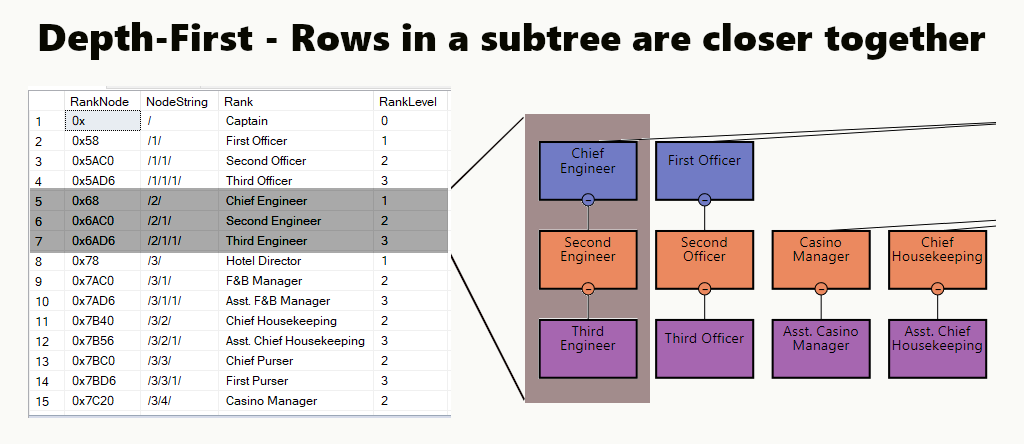 Depth-First - Rows in a subtree are closer together
RankNode NodeString Rank RankLevel
1 0x / Captain 0
2 0x58 /1/ First Officer 1
3 0x5AC0 /1/1/ Second Officer 2
4 0x5AD6 /1/1/1/ Third Officer 3
5 0x68 /2/ Chief Engineer 1
6 0x6AC0 /2/1/ Second Engineer 2
7 0x6AD6 /2/1/1/ Third Engineer 3
8 0x78 /3/ Hotel Director 1
9 0x7AC0 /3/1/ F&B Manager 2
10 0x7AD6 /3/1/1/ Asst. F&B Manager 3
11 0x7B40 /3/2/ Chief Housekeeping 2
12 0x7B56 /3/2/1/ Asst. Chief Housekeeping 3
13 0x7BC0 /3/3/ Chief Purser 2
14 0x7BD6 /3/3/1/ First Purser 3
15 0x7C20 /3/4/ Casino Manager 2
Chief
Engineer
First Officer
Second
Engineer
Second
Officer
Casino
Manager
Chief
Housekeeping
Third
Engineer
Third Officer
Asst. Casino
Manager
Asst. Chief
Housekeeping